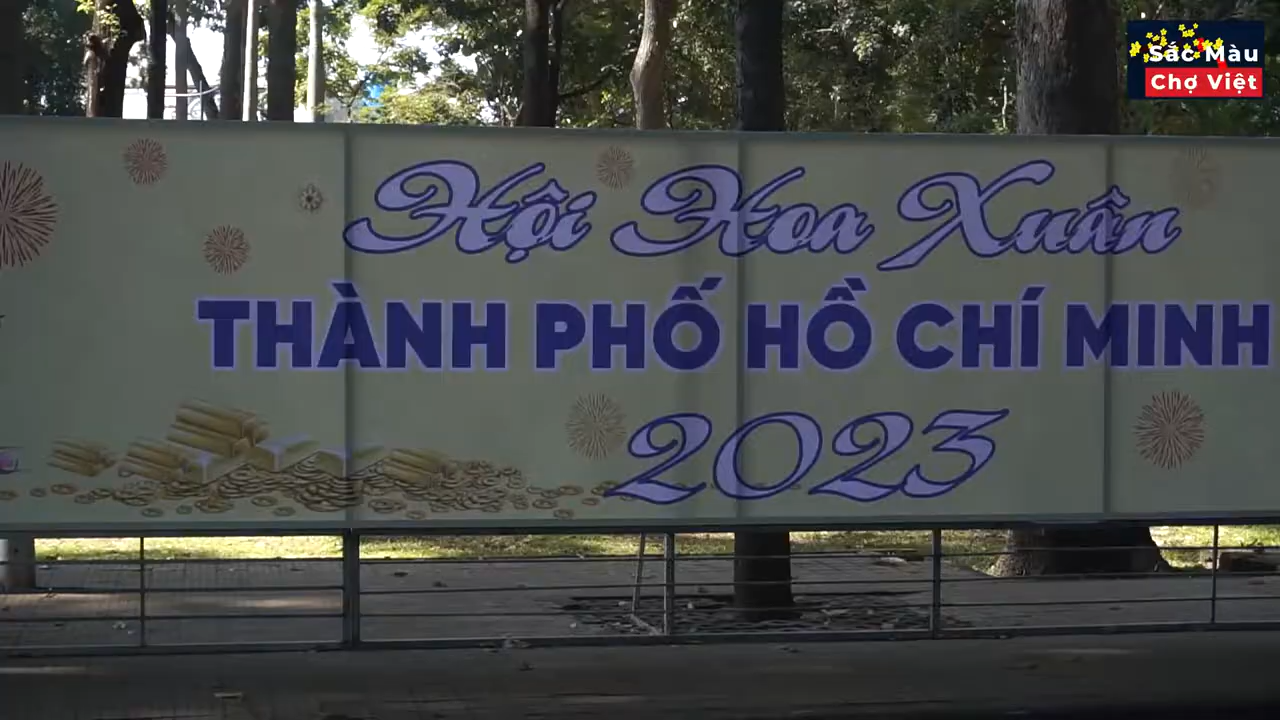 Sắc Màu
Chợ Việt
Hội Hoa Xuân
THÀNH PHỐ HỒ CHÍ MINH
2023